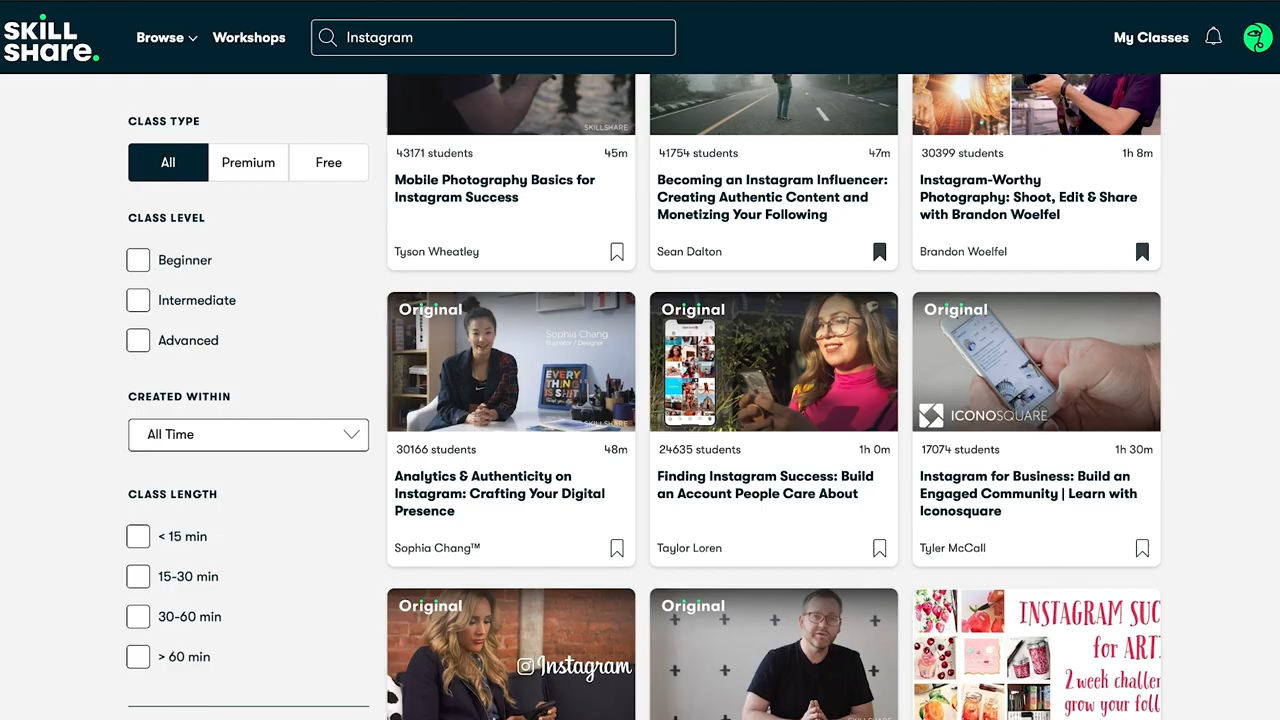 SKILL
SHARE.
Browse
Workshops
Instagram
My Classes
CLASS TYPE
All
Premium
Free
CLASS LEVEL
Beginner
Intermediate
Advanced
CREATED WITHIN
All Time
CLASS LENGTH
< 15 min
15-30 min
30-60 min
> 60 min
SKILLSHARE
43171 students
45m
Mobile Photography Basics for
Instagram Success
Tyson Wheatley
41754 students
47m
Becoming an Instagram Influencer:
Creating Authentic Content and
Monetizing Your Following
Sean Dalton
30399 students
1h 8m
Instagram-Worthy
Photography: Shoot, Edit & Share
with Brandon Woelfel
Brandon Woelfel
Original
Sophia Chang
Illustrator / Designer
EVERY
THING
IS SHIT
SKILLSHARE
30166 students
48m
Analytics & Authenticity on
Instagram: Crafting Your Digital
Presence
Sophia Chang™
Original
24635 students
1h 0m
Finding Instagram Success: Build
an Account People Care About
Taylor Loren
Original
ICONOSQUARE
17074 students
1h 30m
Instagram for Business: Build an
Engaged Community | Learn with
Iconosquare
Tyler McCall
Original
Instagram
Original
SKILLSHARE
INSTAGRAM SUC
for ART
2 week challen
grow your foll